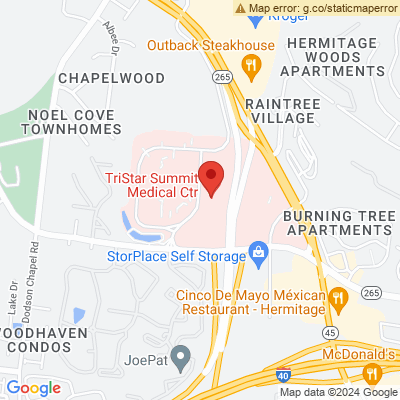 Map error: g.co/staticmaperror
Kroger
Albee Dr
Outback Steakhouse
HERMITAGE
WOODS
APARTMENTS
CHAPELWOOD
265
NOEL COVE
TOWNHOMES
RAINTREE
VILLAGE
TriStar Summit
Medical Ctr
BURNING TREE
APARTMENTS
StorPlace Self Storage
Lake Dr
Dodson Chapel Rd
Cinco De Mayo Méxican
Restaurant - Hermitage
265
45
WOODHAVEN
CONDOS
JoePat
McDonald's
40
Google
Map data ©2024 Google